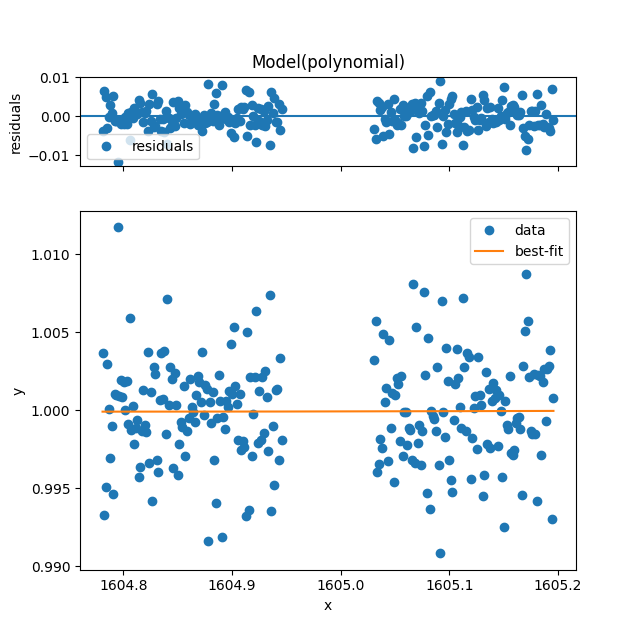 Model(polynomial)
0.01
0.00
−0.01
residuals
residuals
1.010
1.005
1.000
0.995
0.990
y
data
best-fit
1604.8 1604.9 1605.0 1605.1 1605.2
x